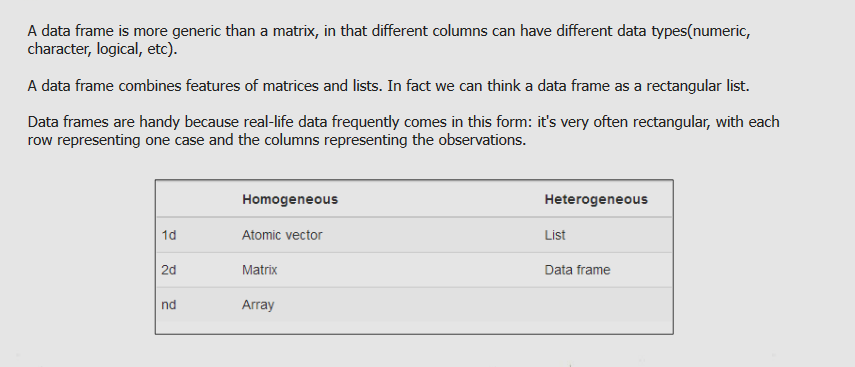 A data frame is more generic than a matrix, in that different columns can have different data types(numeric,
character, logical, etc).
A data frame combines features of matrices and lists. In fact we can think a data frame as a rectangular list.
Data frames are handy because real-life data frequently comes in this form: it's very often rectangular, with each
row representing one case and the columns representing the observations.
Homogeneous Heterogeneous
1d Atomic vector List
2d Matrix Data frame
nd Array